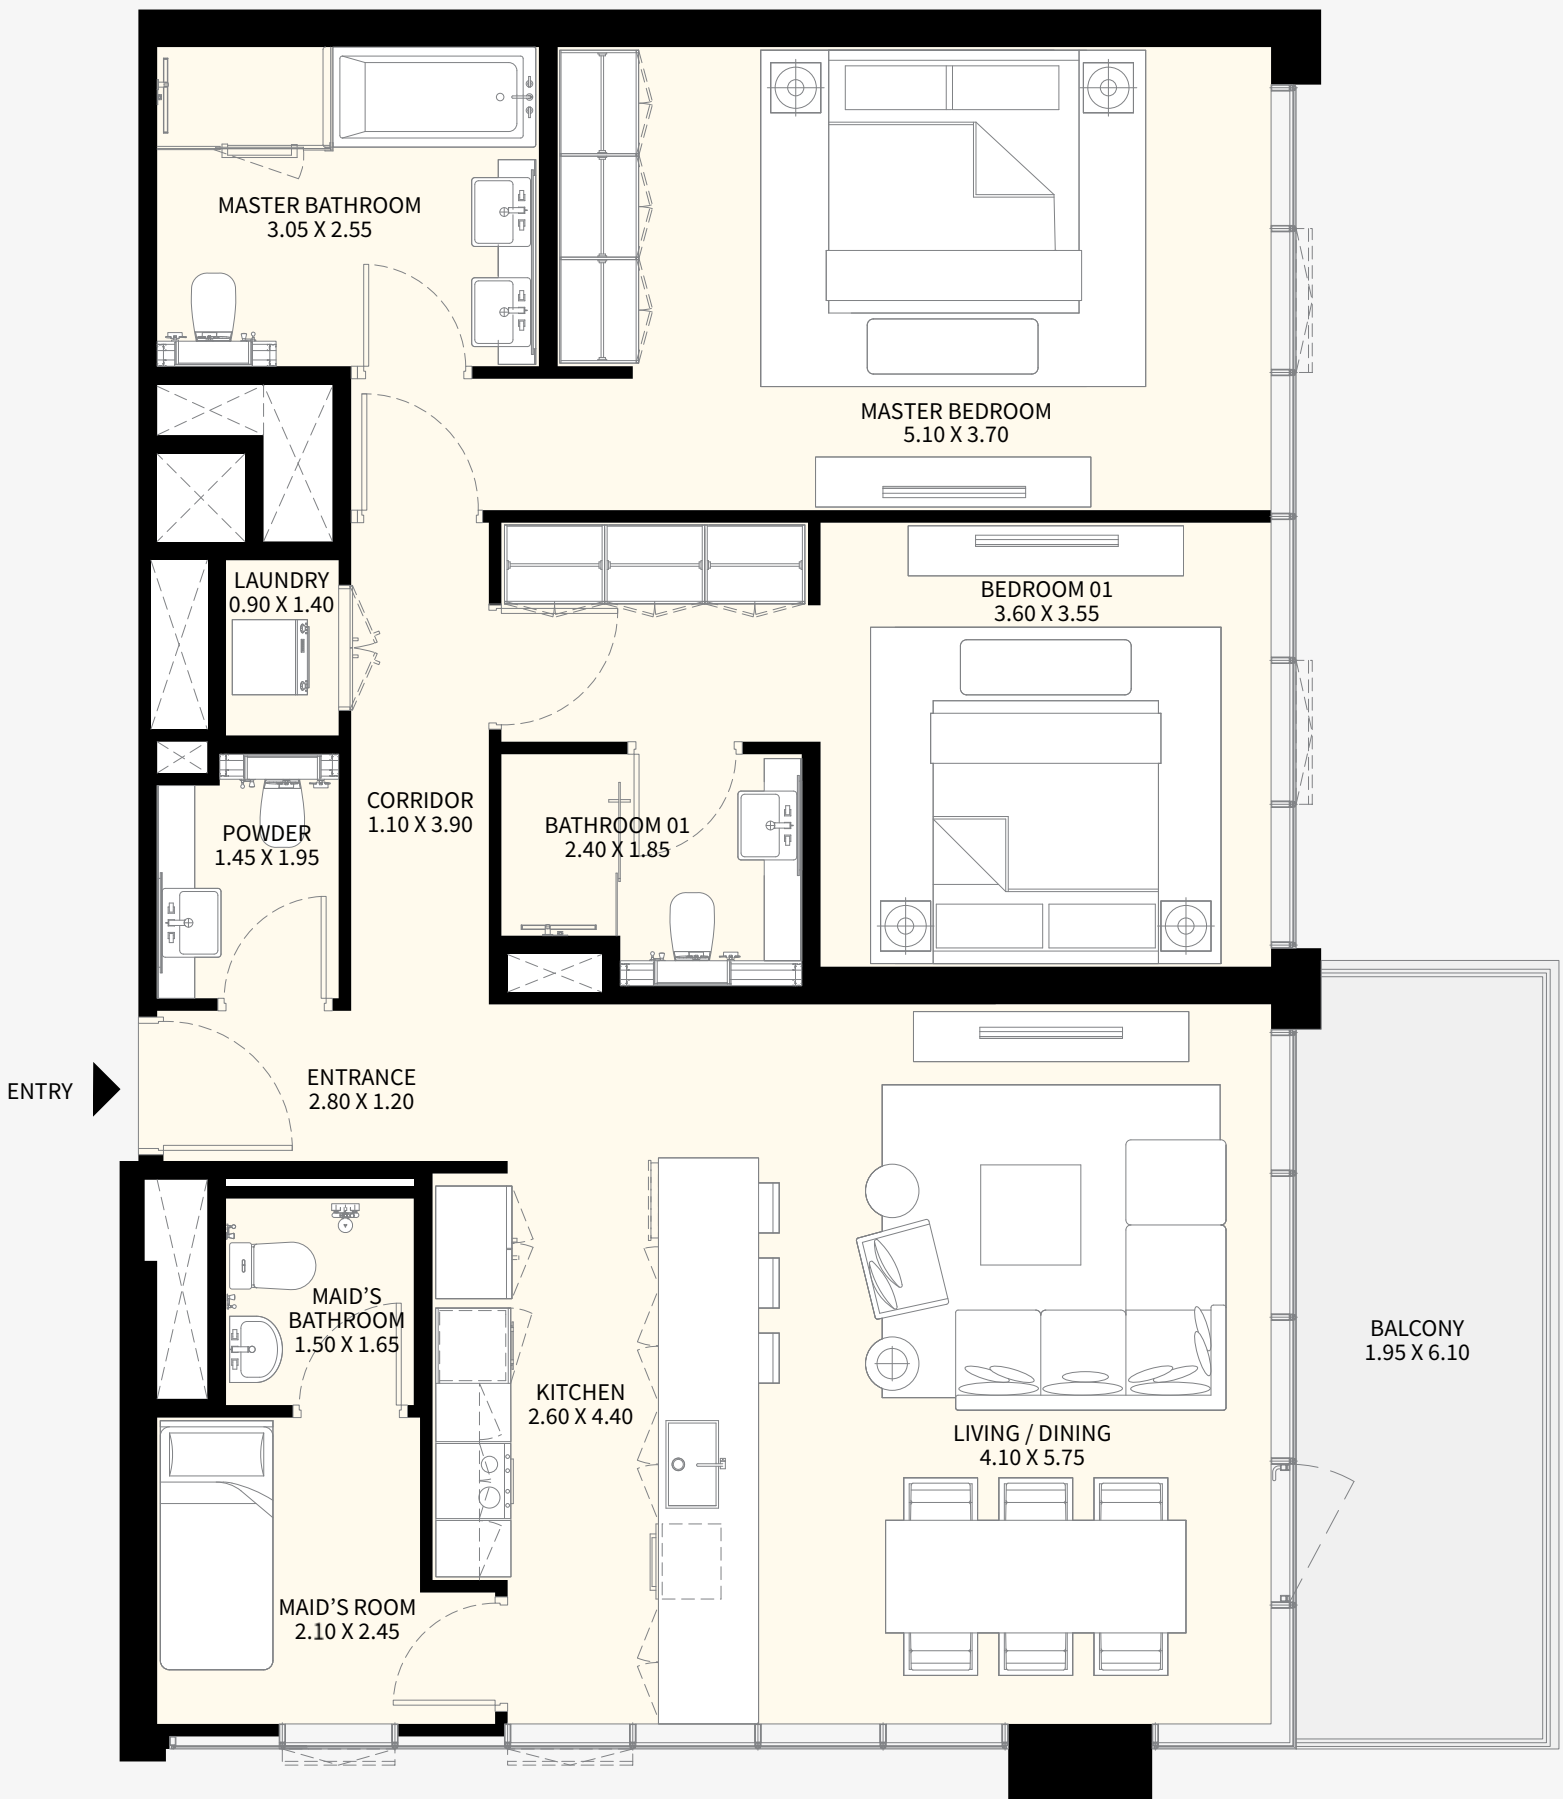 MASTER BATHROOM
3.05 X 2.55
MASTER BEDROOM
5.10 X 3.70
LAUNDRY
0.90 X 1.40
BEDROOM 01
3.60 X 3.55
CORRIDOR
1.10 X 3.90
POWDER
1.45 X 1.95
BATHROOM 01
2.40 X 1.85
ENTRY
ENTRANCE
2.80 X 1.20
MAID’S
BATHROOM
1.50 X 1.65
BALCONY
1.95 X 6.10
KITCHEN
2.60 X 4.40
LIVING / DINING
4.10 X 5.75
MAID’S ROOM
2.10 X 2.45